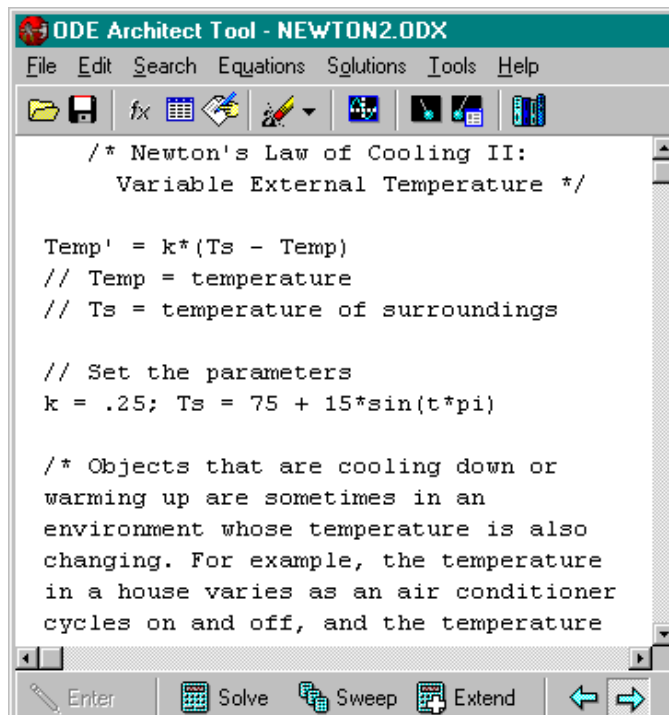 ODE Architect Tool - NEWTON2.ODX
File Edit Search Equations Solutions Tools Help
fx
/* Newton's Law of Cooling II:
Variable External Temperature */
Temp' = k*(Ts - Temp)
// Temp = temperature
// Ts = temperature of surroundings
// Set the parameters
k = .25; Ts = 75 + 15*sin(t*pi)
/* Objects that are cooling down or
warming up are sometimes in an
environment whose temperature is also
changing. For example, the temperature
in a house varies as an air conditioner
cycles on and off, and the temperature
Enter Solve Sweep Extend